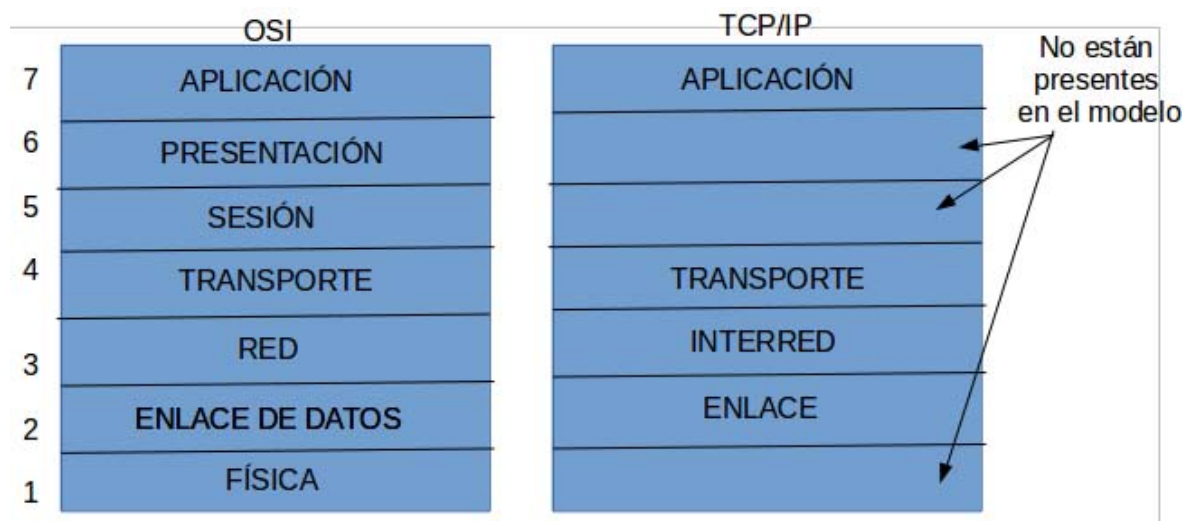 OSI
TCP/IP
No están
presentes
en el modelo
7
APLICACIÓN
APLICACIÓN
6
PRESENTACIÓN
5
SESIÓN
4
TRANSPORTE
TRANSPORTE
3
RED
INTERRED
2
ENLACE DE DATOS
ENLACE
1
FÍSICA